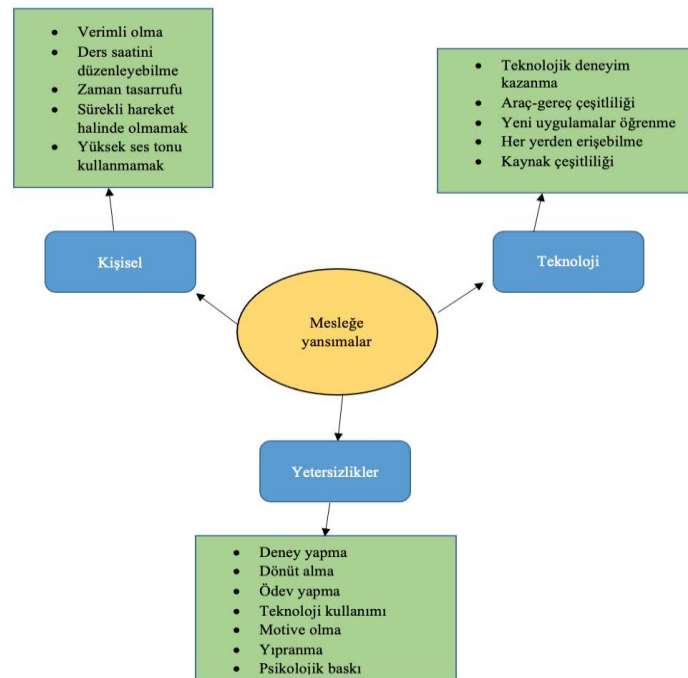 • Verimli olma
• Ders saatini
düzenleyebilme
• Zaman tasarrufu
• Sürekli hareket
halinde olmamak
• Yüksek ses tonu
kullanmamak
• Teknolojik deneyim
kazanma
• Araç-gereç çeşitliliği
• Yeni uygulamalar öğrenme
• Her yerden erişebilme
• Kaynak çeşitliliği
Kişisel
Teknoloji
Mesleğe
yansımalar
Yetersizlikler
• Deney yapma
• Dönüt alma
• Ödev yapma
• Teknoloji kullanımı
• Motive olma
• Yıpranma
• Psikolojik baskı